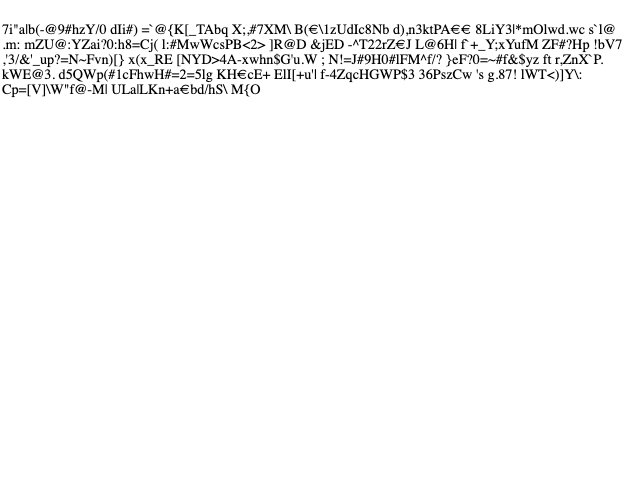 7i"a|b(-@9#hzY/0 dIi#) =`@{K[_TAbq X;,#7XM\ B(€\1zUdIc8Nb d),n3ktPA€€ 8LiY3|*mOlwd.wc s`l@
.m: mZU@:YZai?0:h8=Cj( l:#MwWcsPB<2> ]R@D &jED -^T22rZ€J L@6H| f`+_Y;xYufM ZF#?Hp !bV7
,'3/&'_up?=N~Fvn)[} x(x_RE [NYD>4A-xwhn$G'u.W ; N!=J#9H0#lFM^f/? }eF?0=~#f&$yz ft r,ZnX`P.
kWE@3. d5QWp(#1cFhwH#=2=5lg KH€cE+ ElI[+u'| f-4ZqcHGWP$3 36PszCw 's g.87! lWT<)]Y\:
Cp=[V]\W"f@-M| ULa|LKn+a€bd/hS\ M{O